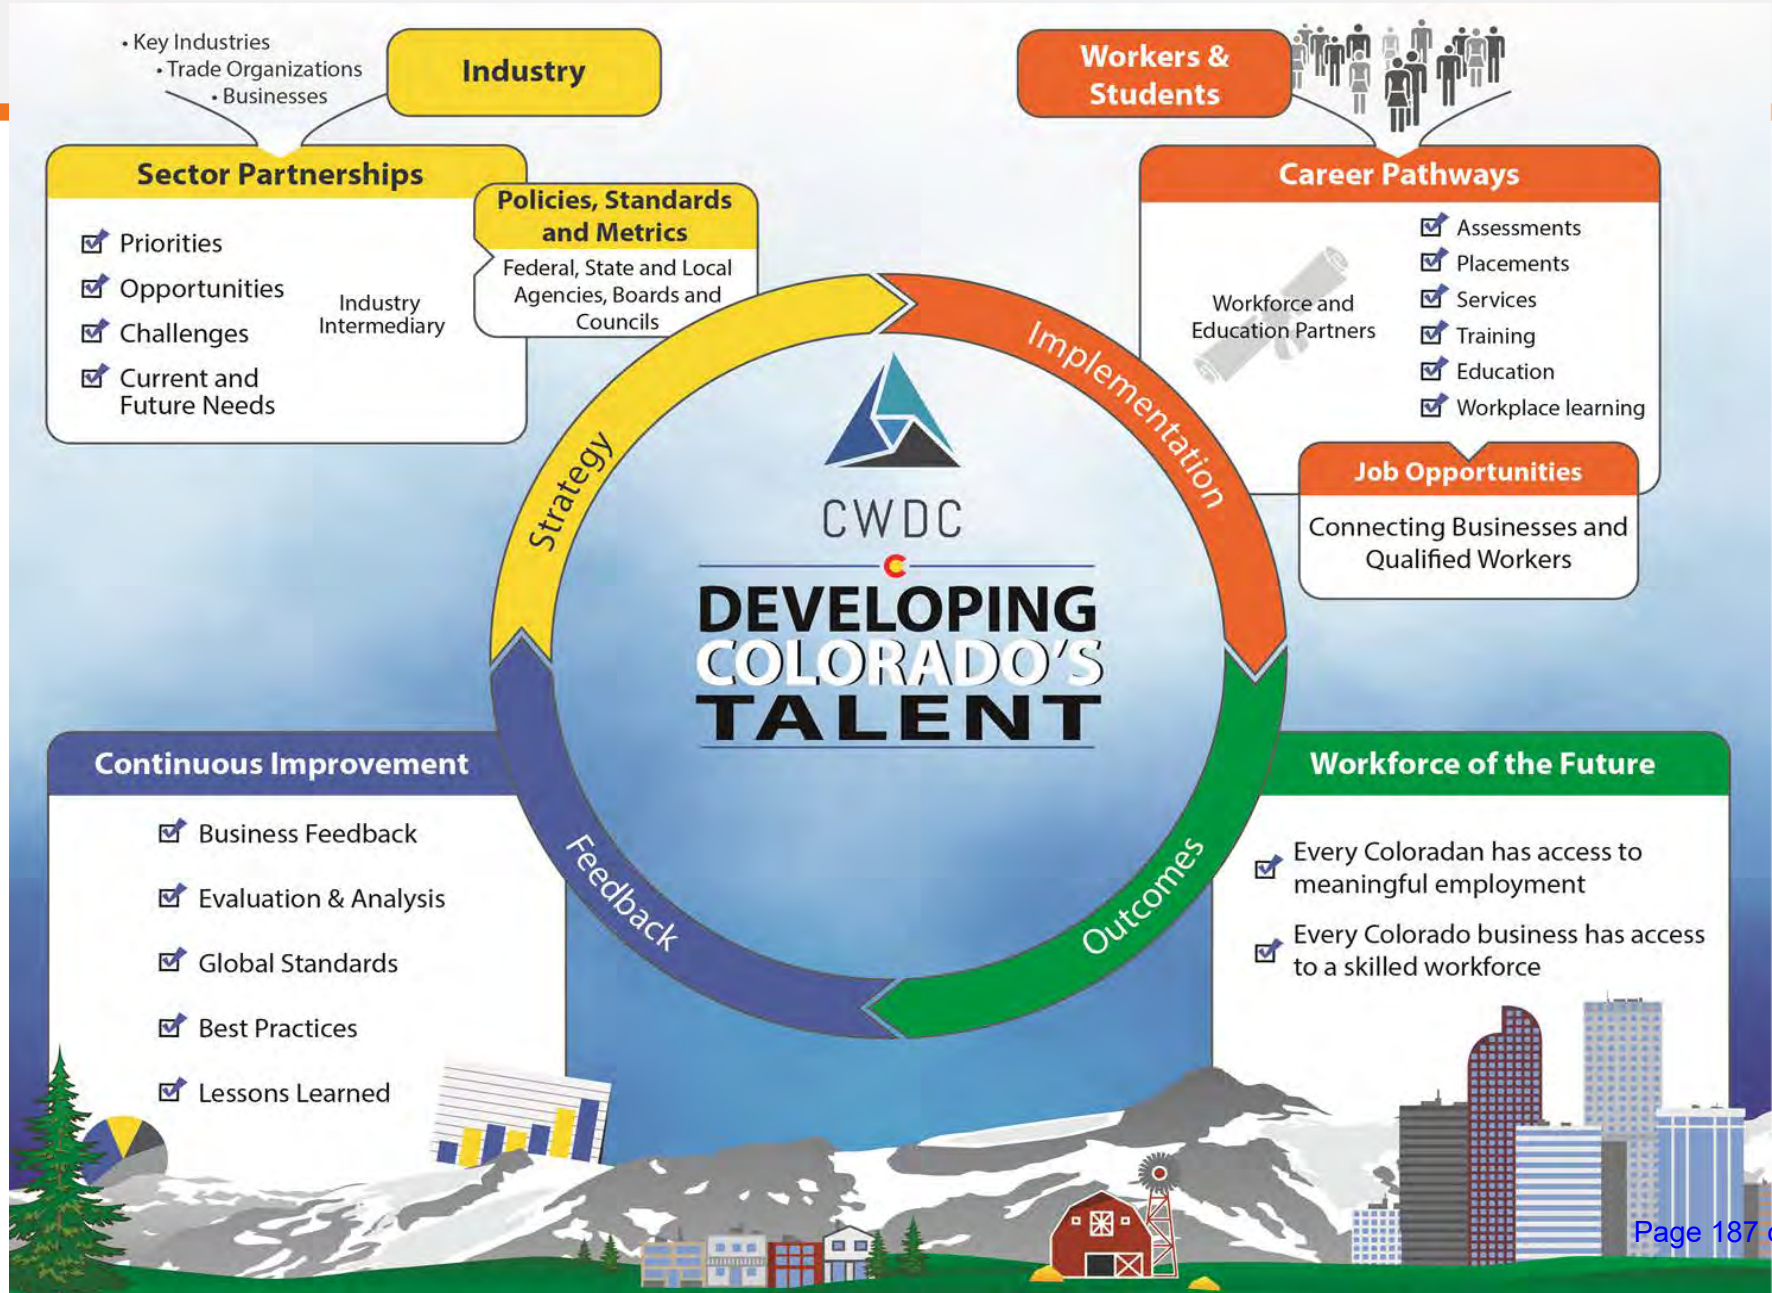 • Key Industries
• Trade Organizations
• Businesses
Industry
Sector Partnerships
Priorities
Opportunities
Challenges
Current and
Future Needs
Industry
Intermediary
Policies, Standards
and Metrics
Federal, State and Local
Agencies, Boards and
Councils
Workers &
Students
Career Pathways
Workforce and
Education Partners
Assessments
Placements
Services
Training
Education
Workplace learning
Job Opportunities
Connecting Businesses and
Qualified Workers
Strategy
Implementation
Outcomes
Feedback
CWDC
DEVELOPING
COLORADO'S
TALENT
Continuous Improvement
Business Feedback
Evaluation & Analysis
Global Standards
Best Practices
Lessons Learned
Workforce of the Future
Every Coloradan has access to
meaningful employment
Every Colorado business has access
to a skilled workforce
Page 187